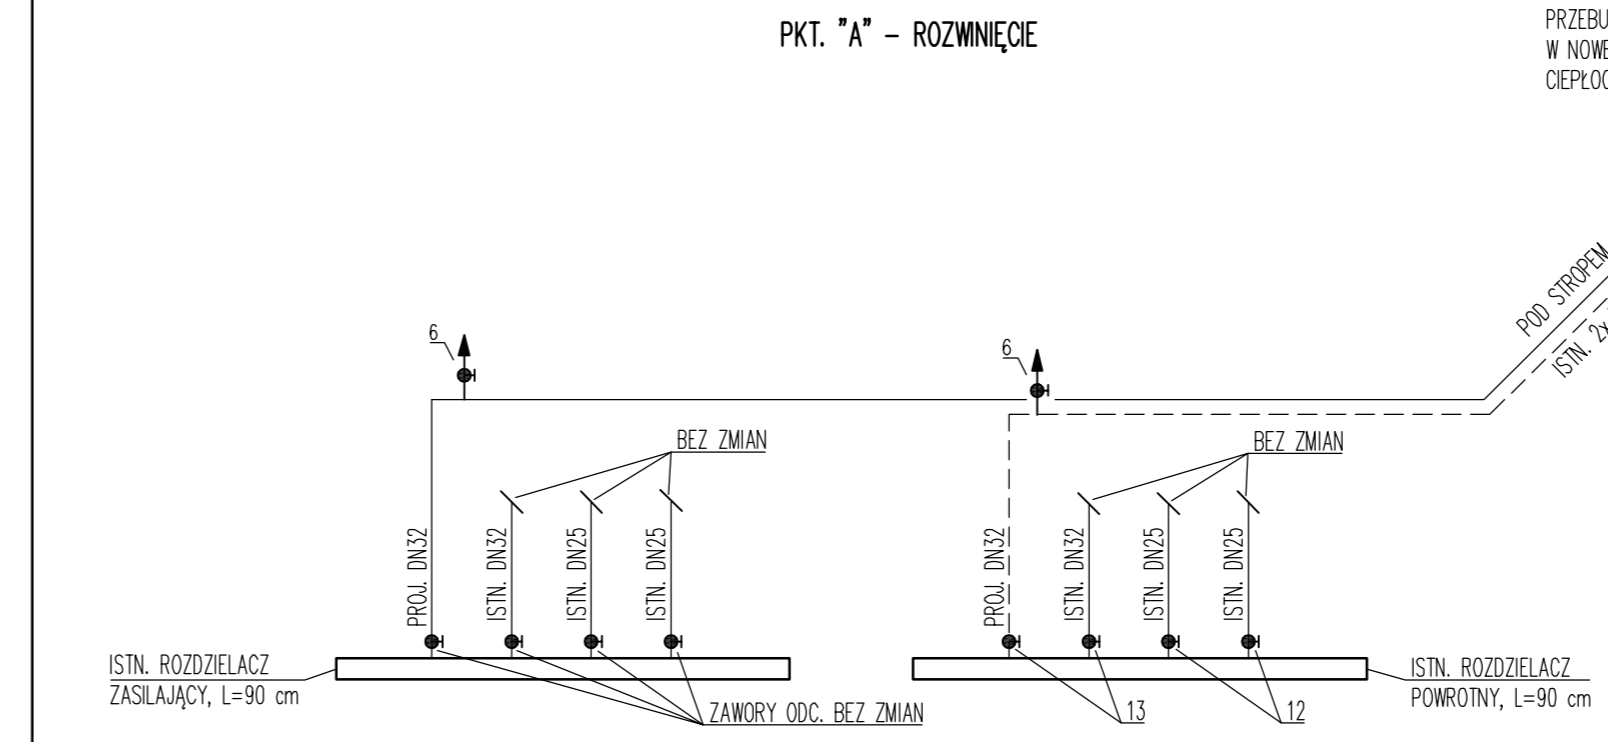 PKT. "A" – ROZWINIĘCIE
PRZEBU
W NOWE
CIEPŁOC
POD STROPEM
ISTN. 2x
6
6
BEZ ZMIAN
BEZ ZMIAN
PROJ. DN32
ISTN. DN32
ISTN. DN25
ISTN. DN25
PROJ. DN32
ISTN. DN32
ISTN. DN25
ISTN. DN25
ISTN. ROZDZIELACZ
ZASILAJĄCY, L=90 cm
ZAWORY ODC. BEZ ZMIAN
13
12
ISTN. ROZDZIELACZ
POWROTNY, L=90 cm